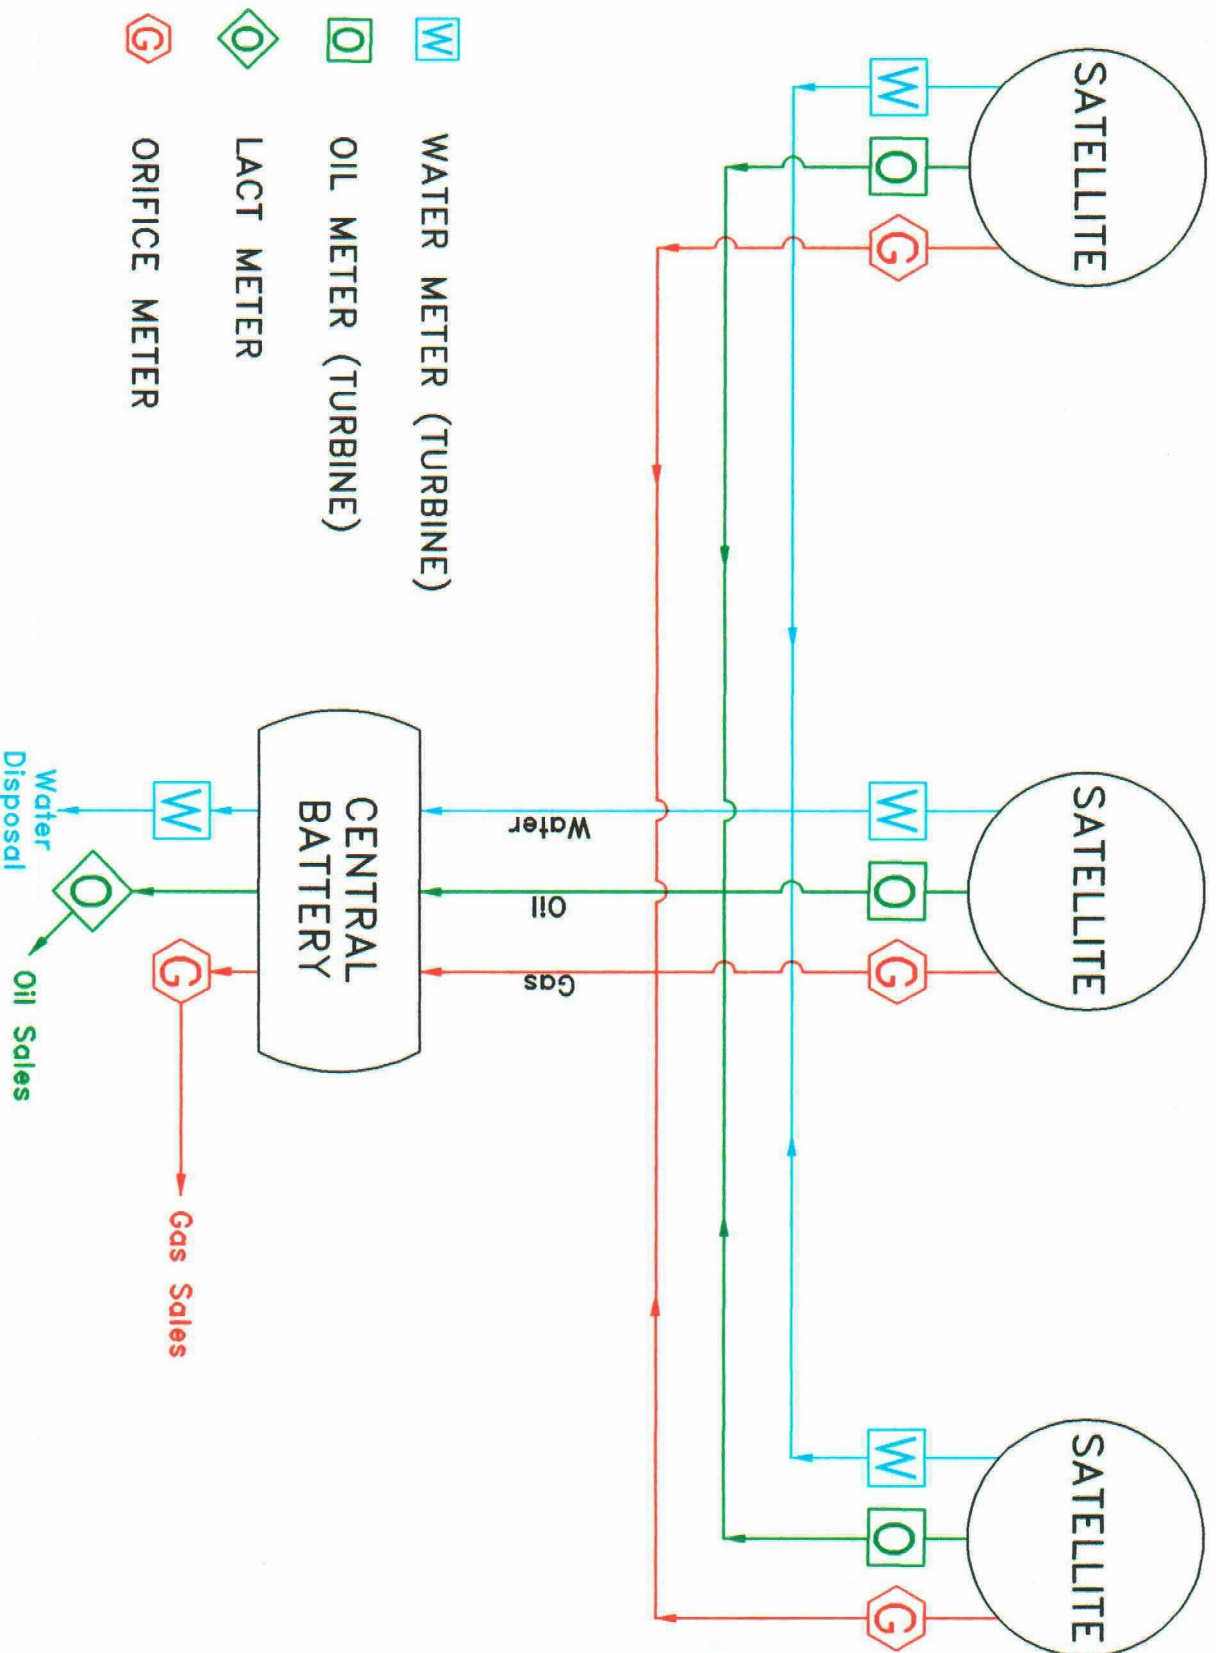 SATELLITE
SATELLITE
SATELLITE
W
O
G
W
O
G
W
O
G
Water
Oil
Gas
CENTRAL
BATTERY
W
O
G
Water
Disposal
Oil Sales
Gas Sales
W WATER METER (TURBINE)
O OIL METER (TURBINE)
O LACT METER
G ORIFICE METER